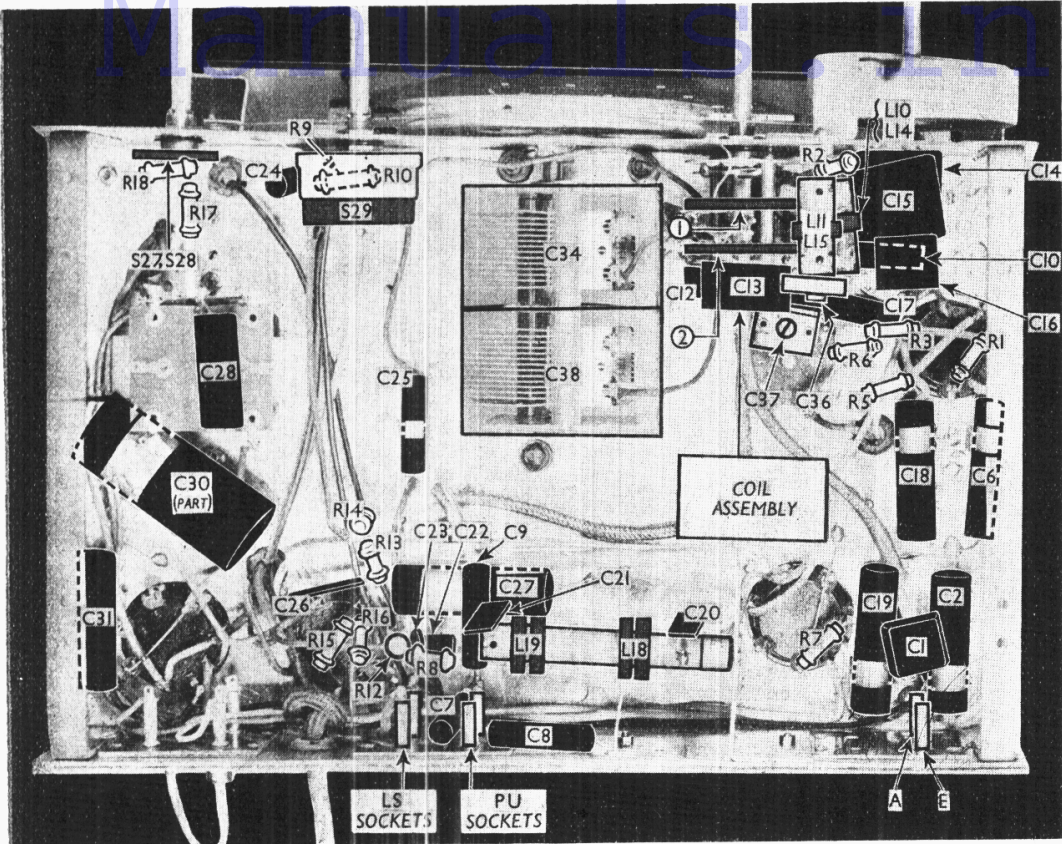 Manuals.in
L10
L14
R9
R2
C24
R10
C14
R18
C15
R17
S29
L11
L15
1
S27
S28
C34
C10
C12
C13
C17
C16
2
R3
R1
R6
C28
C25
C38
C37
C36
R5
C30
(PART)
COIL
ASSEMBLY
C18
C6
R14
R13
C23
C22
C9
C27
C21
C26
C31
C20
C19
C2
R16
R15
L19
L18
C1
R7
R8
R12
C7
C8
LS
SOCKETS
PU
SOCKETS
A
E